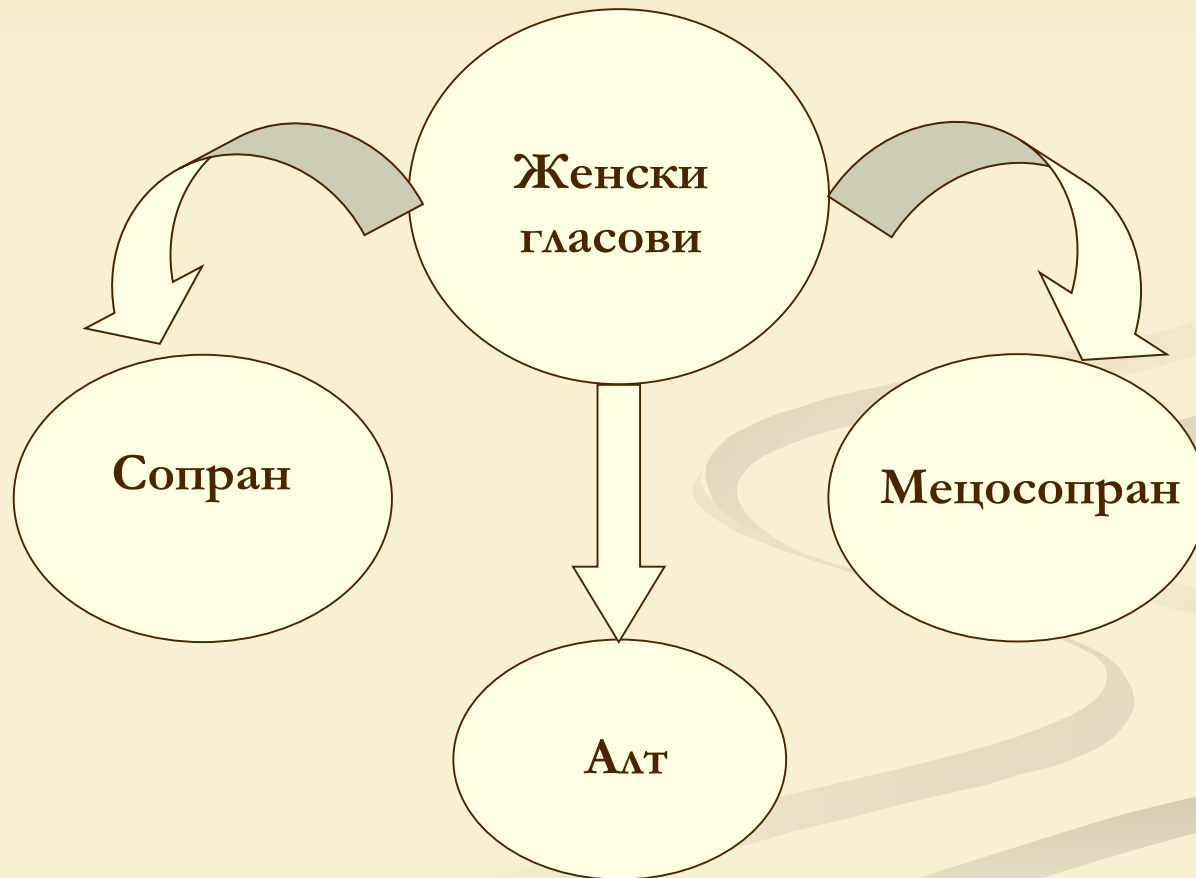 Женски
гласови
Сопран
Мецосопран
Алт